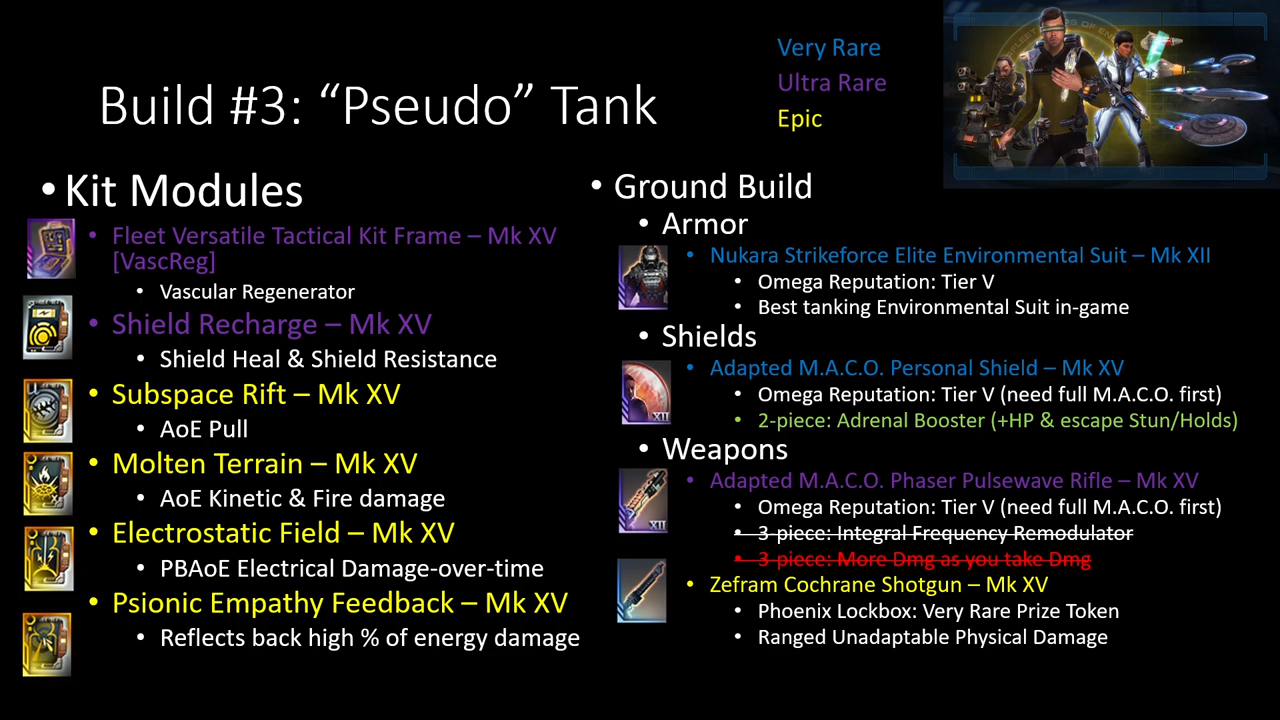 Build #3: “Pseudo” Tank
Very Rare
Ultra Rare
Epic
• Kit Modules
• Fleet Versatile Tactical Kit Frame – Mk XV
[VascReg]
• Vascular Regenerator
• Shield Recharge – Mk XV
• Shield Heal & Shield Resistance
• Subspace Rift – Mk XV
• AoE Pull
• Molten Terrain – Mk XV
• AoE Kinetic & Fire damage
• Electrostatic Field – Mk XV
• PBAoE Electrical Damage-over-time
• Psionic Empathy Feedback – Mk XV
• Reflects back high % of energy damage
• Ground Build
• Armor
• Nukara Strikeforce Elite Environmental Suit – Mk XII
• Omega Reputation: Tier V
• Best tanking Environmental Suit in-game
• Shields
• Adapted M.A.C.O. Personal Shield – Mk XV
XII
• Omega Reputation: Tier V (need full M.A.C.O. first)
• 2-piece: Adrenal Booster (+HP & escape Stun/Holds)
• Weapons
• Adapted M.A.C.O. Phaser Pulsewave Rifle – Mk XV
XII
• Omega Reputation: Tier V (need full M.A.C.O. first)
• 3-piece: Integral Frequency Remodulator
• 3-piece: More Dmg as you take Dmg
• Zefram Cochrane Shotgun – Mk XV
• Phoenix Lockbox: Very Rare Prize Token
• Ranged Unadaptable Physical Damage